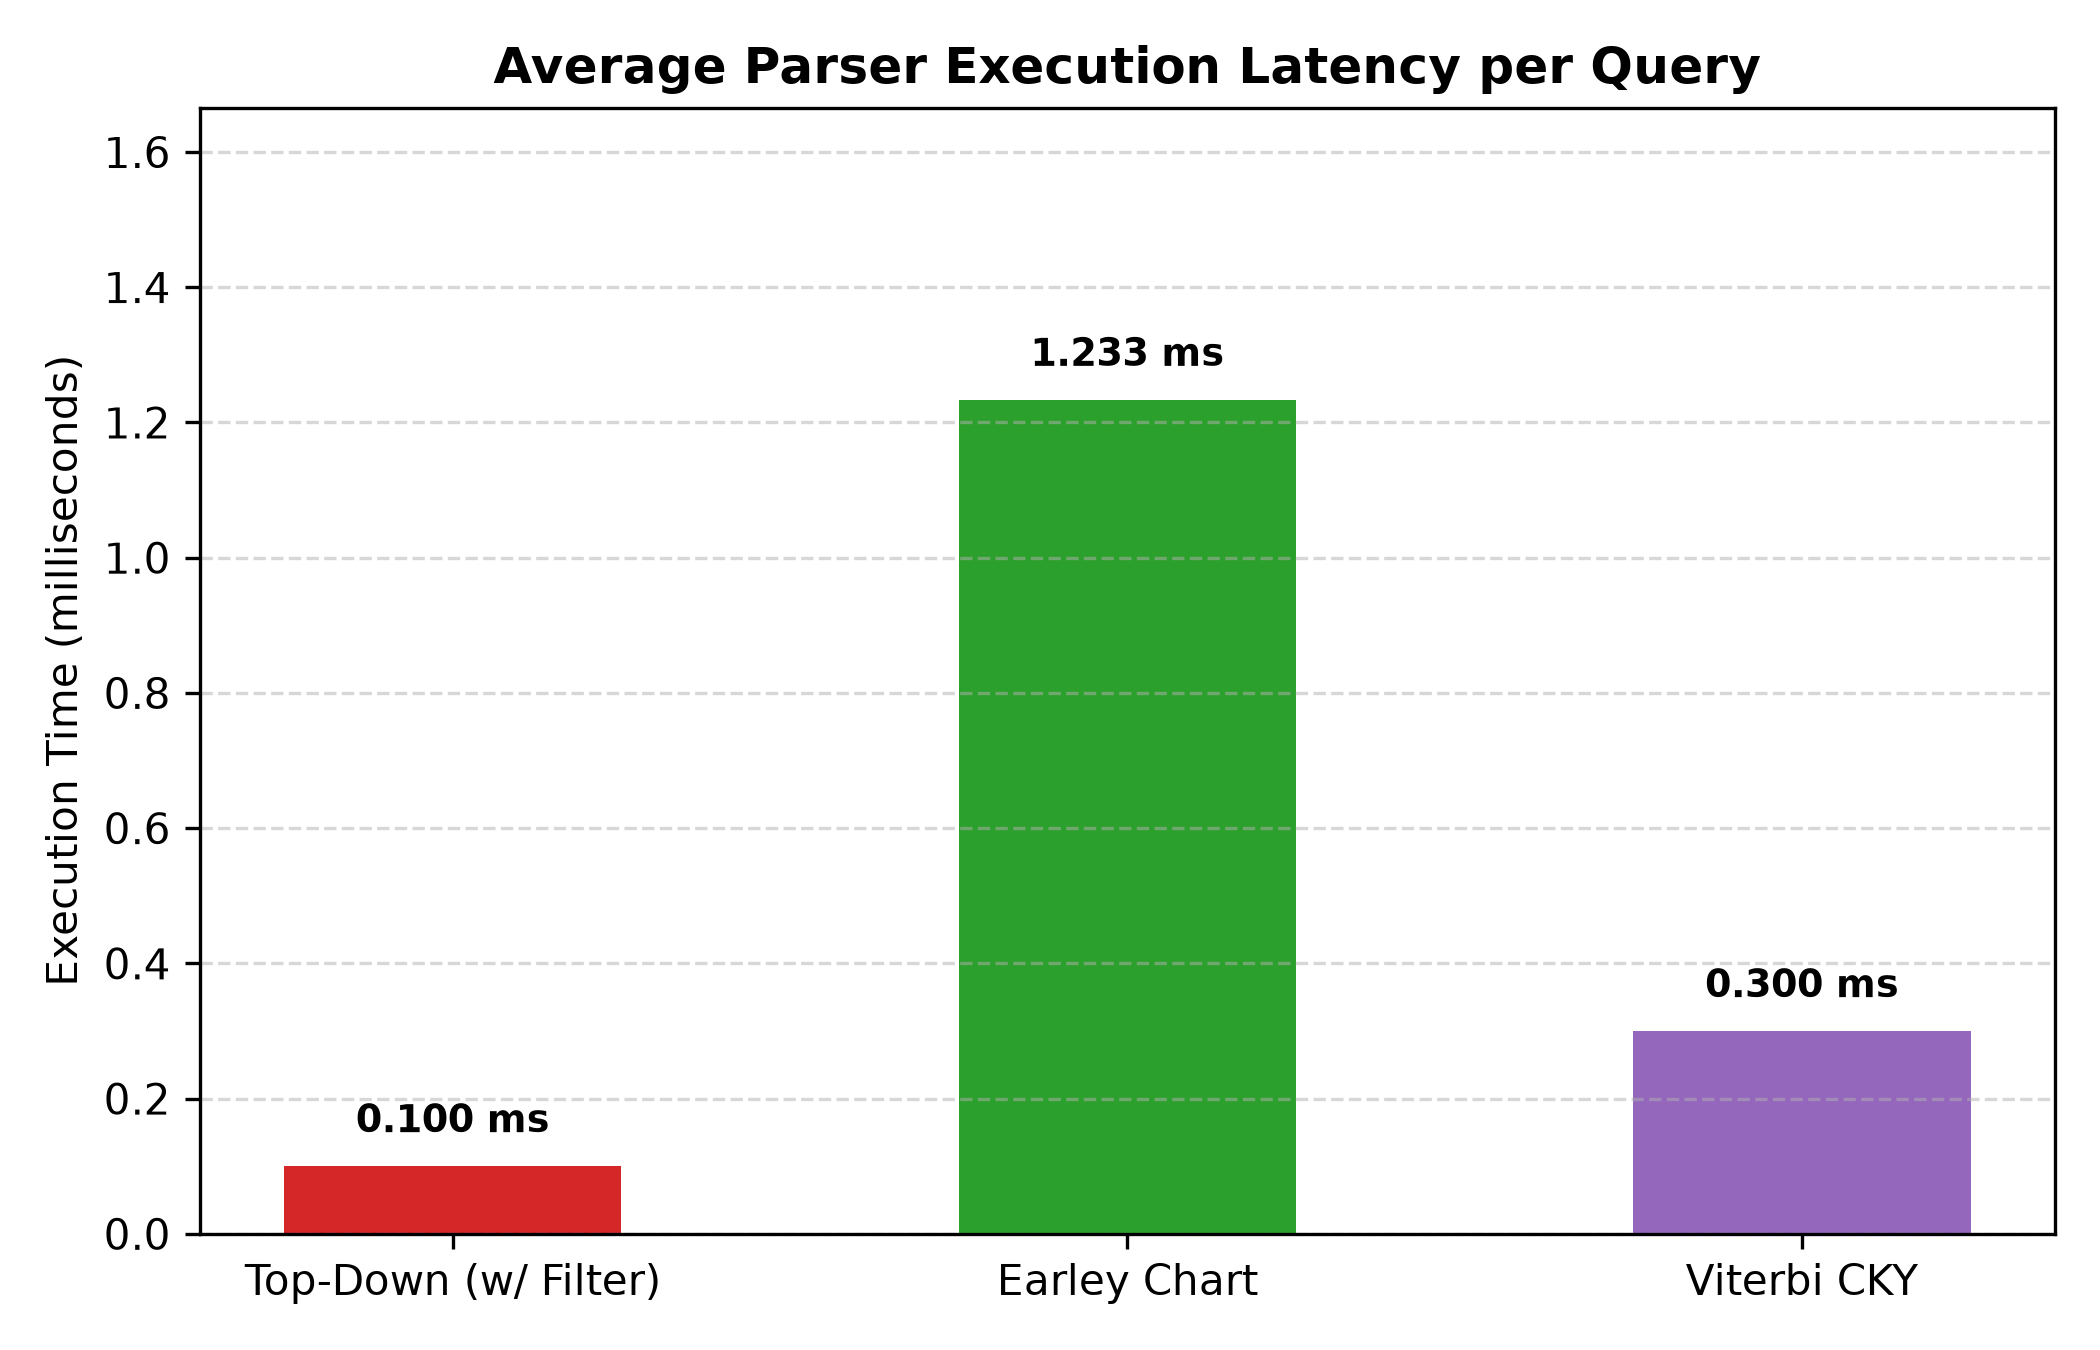 Average Parser Execution Latency per Query
Execution Time (milliseconds)
1.6
1.4
1.2
1.0
0.8
0.6
0.4
0.2
0.0
0.100 ms
1.233 ms
0.300 ms
Top-Down (w/ Filter)
Earley Chart
Viterbi CKY